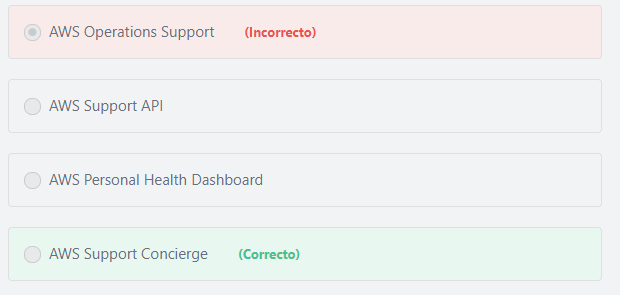 AWS Operations Support (Incorrecto)
AWS Support API
AWS Personal Health Dashboard
AWS Support Concierge (Correcto)